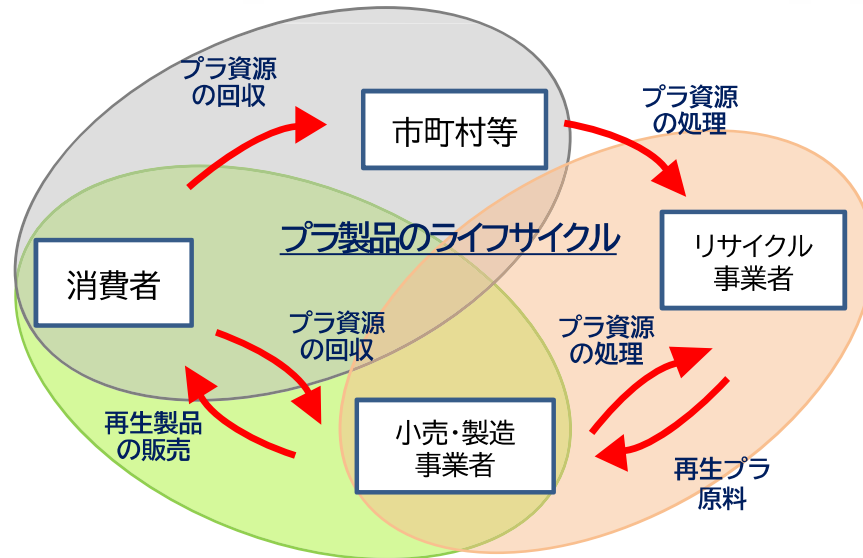 プラ資源
の回収
市町村等
プラ資源
の処理
プラ製品のライフサイクル
リサイクル
事業者
消費者
プラ資源
の回収
プラ資源
の処理
再生製品
の販売
小売・製造
事業者
再生プラ
原料